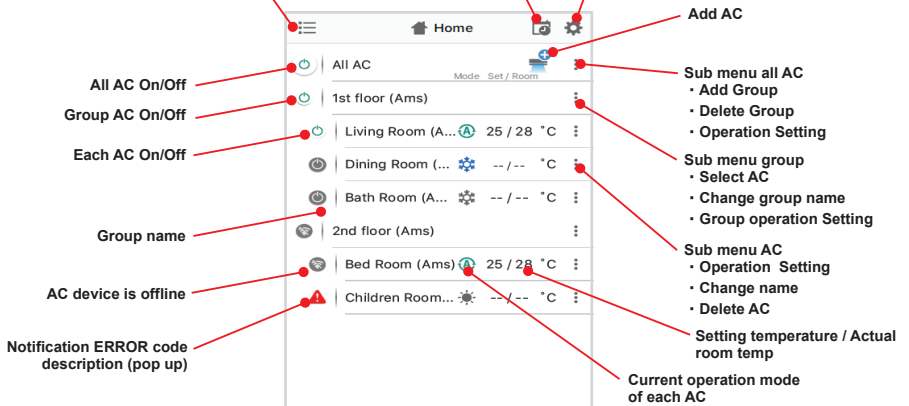 Home
Add AC
All AC
Mode Set / Room
All AC On/Off
Sub menu all AC
・Add Group
・Delete Group
・Operation Setting
1st floor (Ams)
Group AC On/Off
Living Room (A... A 25 / 28 °C
Each AC On/Off
Sub menu group
・Select AC
・Change group name
・Group operation Setting
Dining Room (... -- / -- °C
Bath Room (A... -- / -- °C
Group name
2nd floor (Ams)
Sub menu AC
・Operation Setting
・Change name
・Delete AC
Bed Room (Ams) A 25 / 28 °C
AC device is offline
Children Room... -- / -- °C
Setting temperature / Actual
room temp
Notification ERROR code
description (pop up)
Current operation mode
of each AC